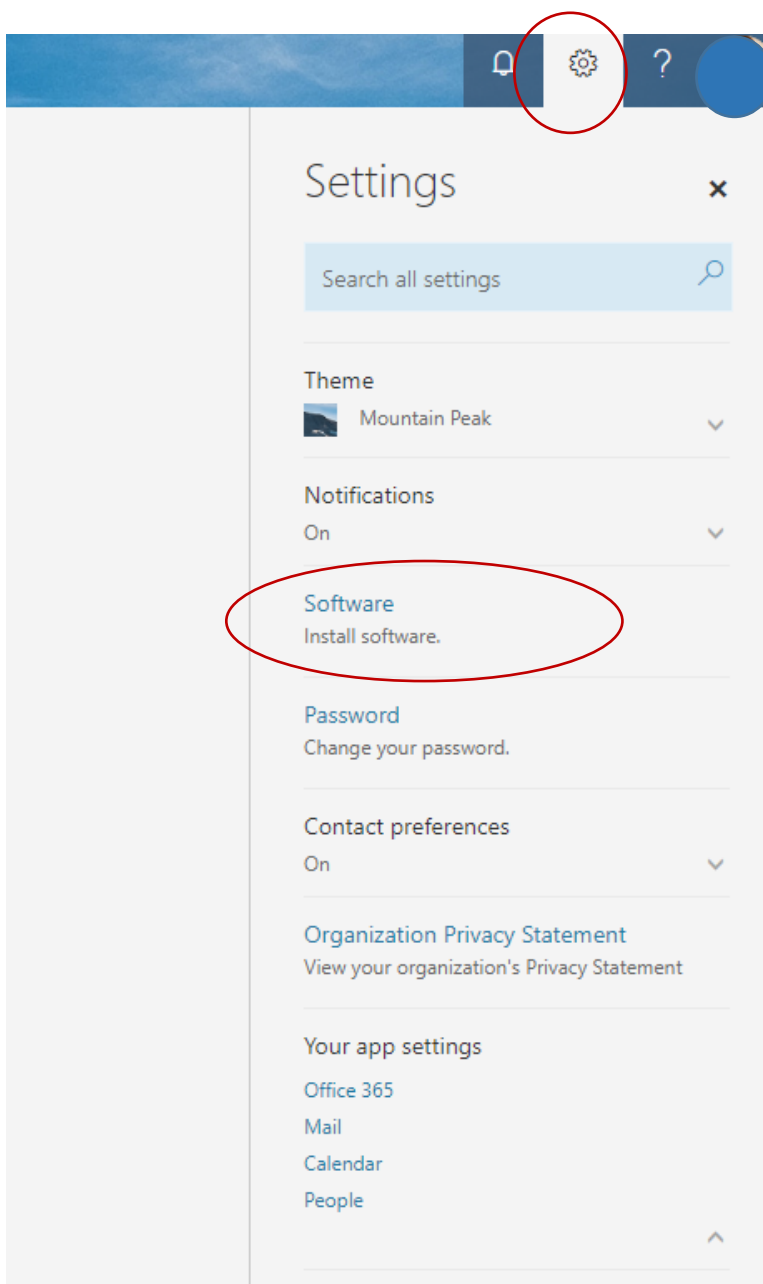 ?
Settings
Search all settings
Theme
Mountain Peak
Notifications
On
Software
Install software.
Password
Change your password.
Contact preferences
On
Organization Privacy Statement
View your organization's Privacy Statement
Your app settings
Office 365
Mail
Calendar
People